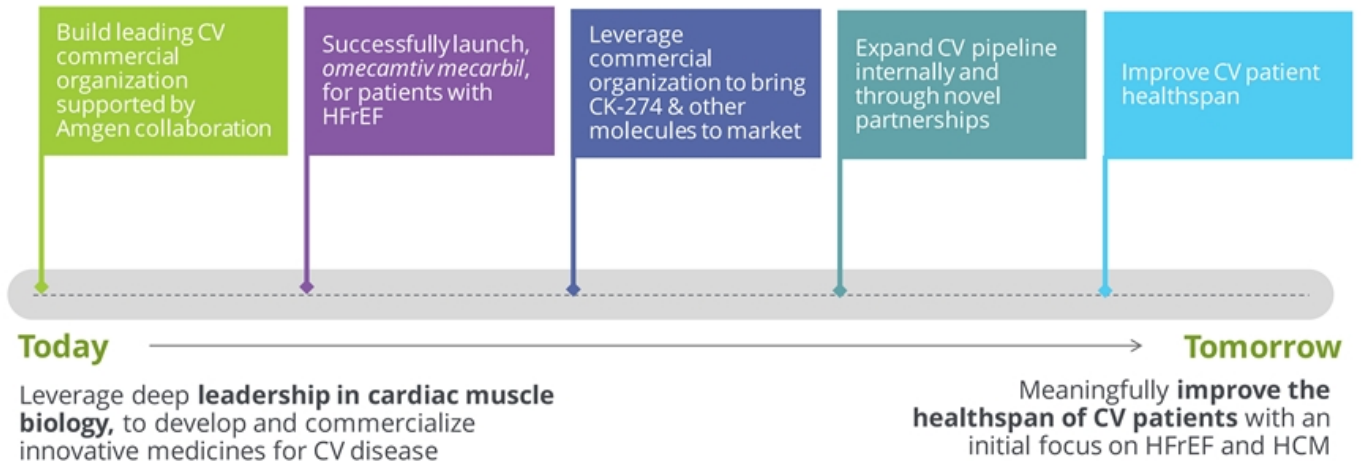 Build leading CV
commercial
organization
supported by
Amgen collaboration
Successfully launch,
omecamtiv mecarbil,
for patients with
HFrEF
Leverage
commercial
organization to bring
CK-274 & other
molecules to market
Expand CV pipeline
internally and
through novel
partnerships
Improve CV patient
healthspan
Today
Tomorrow
Leverage deep leadership in cardiac muscle
biology, to develop and commercialize
innovative medicines for CV disease
Meaningfully improve the
healthspan of CV patients with an
initial focus on HFrEF and HCM